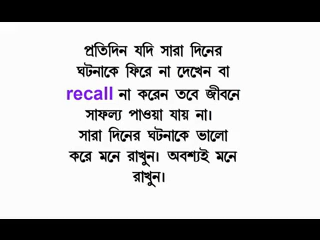 প্রতিদিন যদি সারা দিনের
ঘটনাকে ফিরে না দেখেন বা
recall না করেন তবে জীবনে
সাফল্য পাওয়া যায় না।
সারা দিনের ঘটনাকে ভালো
করে মনে রাখুন। অবশ্যই মনে
রাখুন।